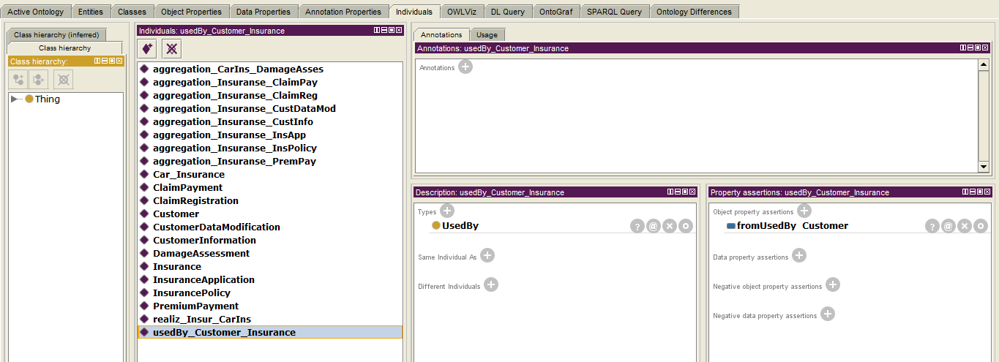 Active Ontology Entities Classes Object Properties Data Properties Annotation Properties Individuals OWLViz DL Query OntoGraf SPARQL Query Ontology Differences
Class hierarchy (inferred)
Class hierarchy
Class hierarchy:
Thing
Individuals: usedBy_Customer_Insurance
aggregation_CarIns_DamageAsses
aggregation_Insuranse_ClaimPay
aggregation_Insuranse_ClaimReg
aggregation_Insuranse_CustDataMod
aggregation_Insuranse_CustInfo
aggregation_Insuranse_InsApp
aggregation_Insuranse_InsPolicy
aggregation_Insuranse_PremPay
Car_Insurance
ClaimPayment
ClaimRegistration
Customer
CustomerDataModification
CustomerInformation
DamageAssessment
Insurance
InsuranceApplication
InsurancePolicy
PremiumPayment
realiz_Insur_CarIns
usedBy_Customer_Insurance
Annotations Usage
Annotations: usedBy_Customer_Insurance
Annotations
Description: usedBy_Customer_Insurance
Types
UsedBy
? @
Same Individual As
Different Individuals
Property assertions: usedBy_Customer_Insurance
Object property assertions
fromUsedBy Customer
? @
Data property assertions
Negative object property assertions
Negative data property assertions